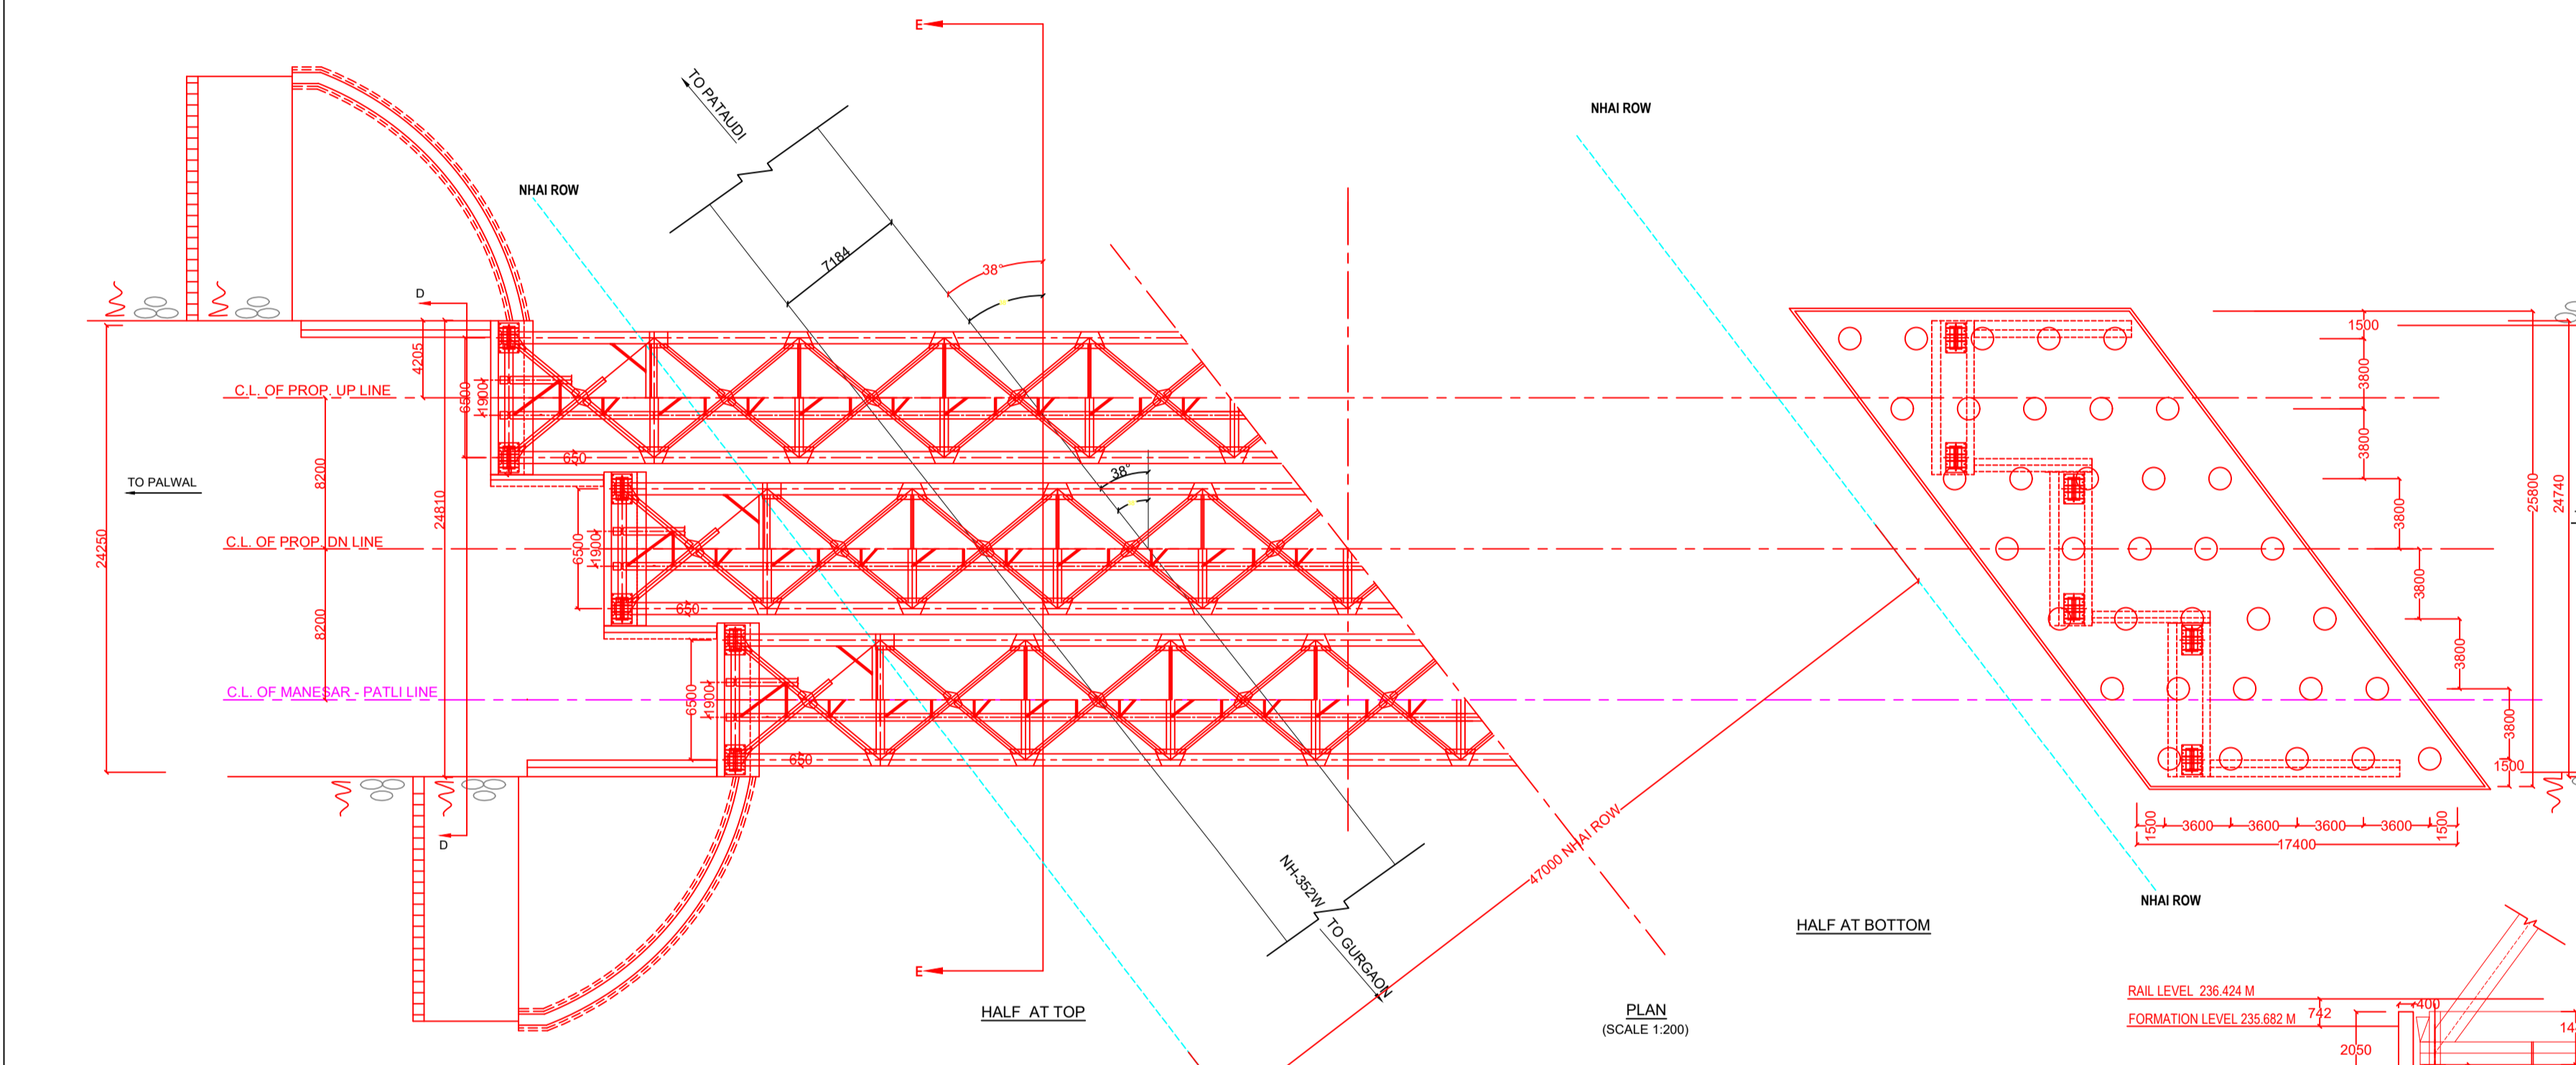 E
TO PATAUDI
NHAI ROW
NHAI ROW
7184
38°
D
4205
6500
1900
C.L. OF PROP. UP LINE
650
8200
TO PALWAL
24810
24250
38°
C.L. OF PROP. DN LINE
6500
1900
650
8200
C.L. OF MANESAR - PATLI LINE
6500
1900
650
D
1500
3800
3800
3800
3800
3800
3800
1500
25800
24740
1500
3600
3600
3600
3600
1500
17400
47000 NHAI ROW
NH-352W
TO GURGAON
NHAI ROW
HALF AT BOTTOM
E
HALF AT TOP
PLAN
(SCALE 1:200)
RAIL LEVEL 236.424 M
FORMATION LEVEL 235.682 M
742
400
2050